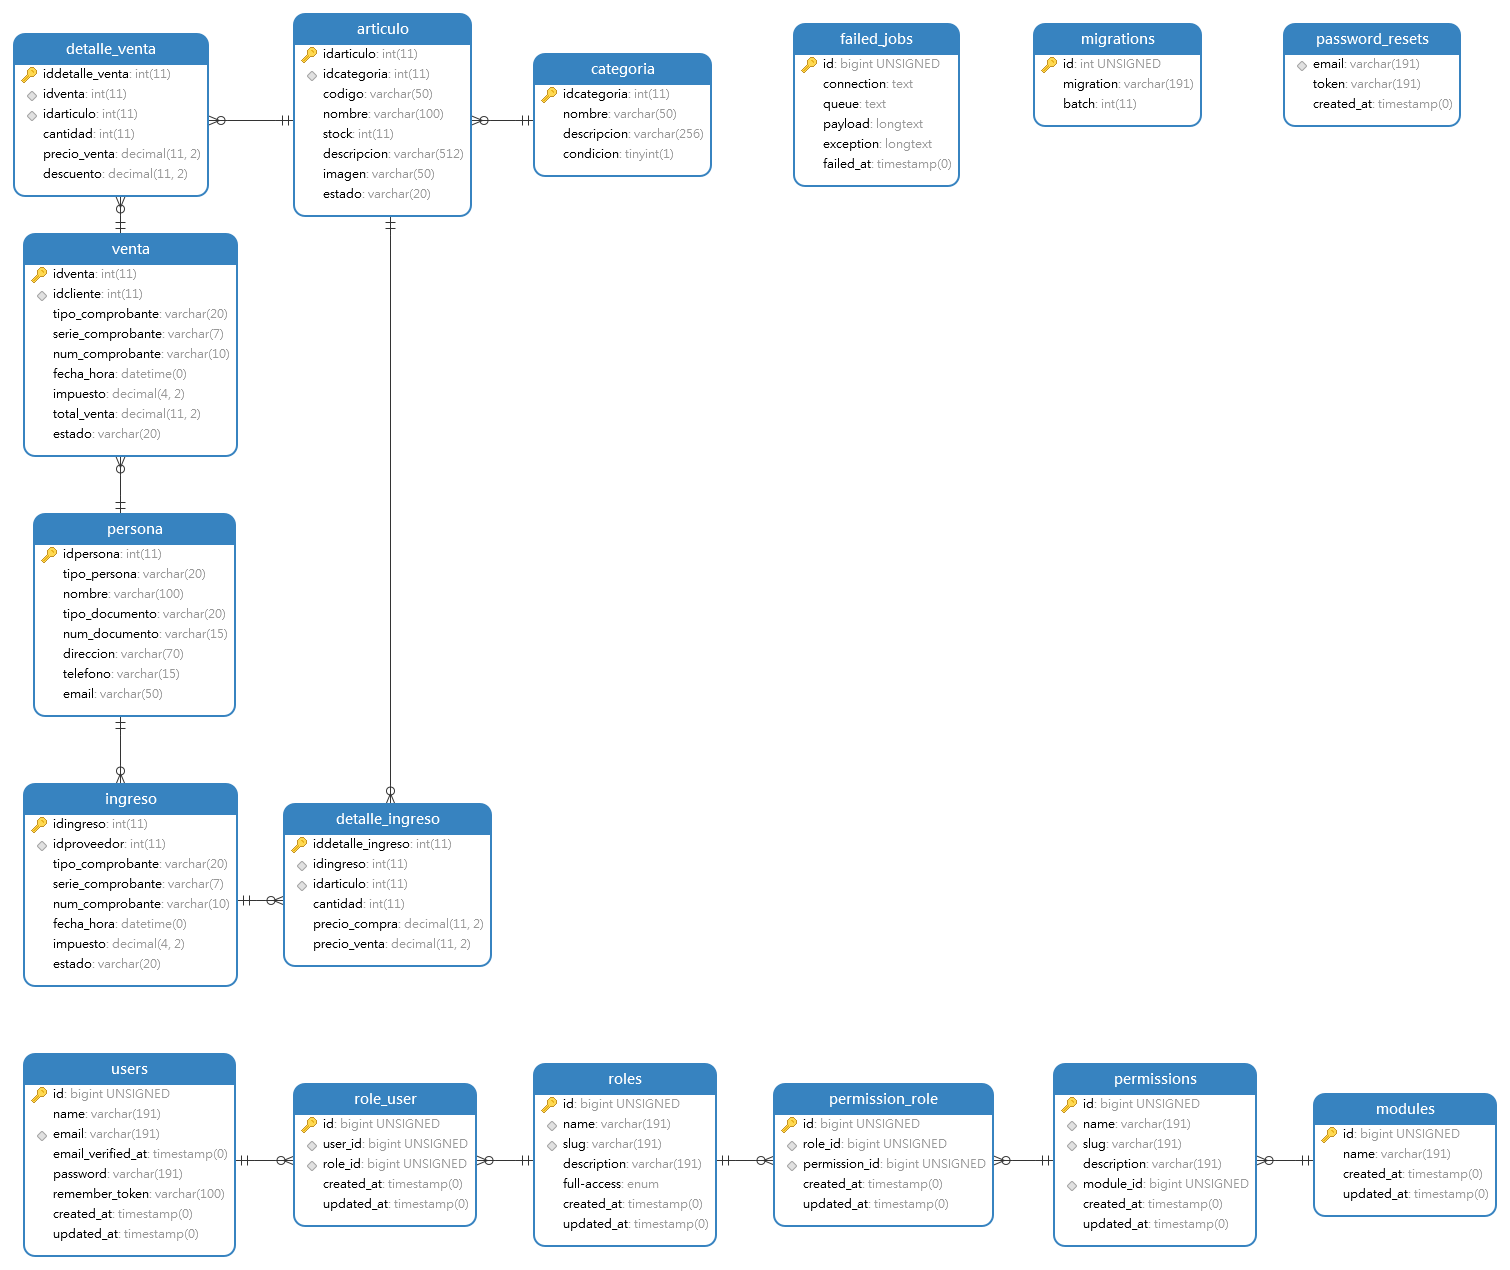 detalle_venta
iddetalle_venta: int(11)
idventa: int(11)
idarticulo: int(11)
cantidad: int(11)
precio_venta: decimal(11, 2)
descuento: decimal(11, 2)
articulo
idarticulo: int(11)
idcategoria: int(11)
codigo: varchar(50)
nombre: varchar(100)
stock: int(11)
descripcion: varchar(512)
imagen: varchar(50)
estado: varchar(20)
categoria
idcategoria: int(11)
nombre: varchar(50)
descripcion: varchar(256)
condicion: tinyint(1)
failed_jobs
id: bigint UNSIGNED
connection: text
queue: text
payload: longtext
exception: longtext
failed_at: timestamp(0)
migrations
id: int UNSIGNED
migration: varchar(191)
batch: int(11)
password_resets
email: varchar(191)
token: varchar(191)
created_at: timestamp(0)
venta
idventa: int(11)
idcliente: int(11)
tipo_comprobante: varchar(20)
serie_comprobante: varchar(7)
num_comprobante: varchar(10)
fecha_hora: datetime(0)
impuesto: decimal(4, 2)
total_venta: decimal(11, 2)
estado: varchar(20)
persona
idpersona: int(11)
tipo_persona: varchar(20)
nombre: varchar(100)
tipo_documento: varchar(20)
num_documento: varchar(15)
direccion: varchar(70)
telefono: varchar(15)
email: varchar(50)
ingreso
idingreso: int(11)
idproveedor: int(11)
tipo_comprobante: varchar(20)
serie_comprobante: varchar(7)
num_comprobante: varchar(10)
fecha_hora: datetime(0)
impuesto: decimal(4, 2)
estado: varchar(20)
detalle_ingreso
iddetalle_ingreso: int(11)
idingreso: int(11)
idarticulo: int(11)
cantidad: int(11)
precio_compra: decimal(11, 2)
precio_venta: decimal(11, 2)
users
id: bigint UNSIGNED
name: varchar(191)
email: varchar(191)
email_verified_at: timestamp(0)
password: varchar(191)
remember_token: varchar(100)
created_at: timestamp(0)
updated_at: timestamp(0)
role_user
id: bigint UNSIGNED
user_id: bigint UNSIGNED
role_id: bigint UNSIGNED
created_at: timestamp(0)
updated_at: timestamp(0)
roles
id: bigint UNSIGNED
name: varchar(191)
slug: varchar(191)
description: varchar(191)
full-access: enum
created_at: timestamp(0)
updated_at: timestamp(0)
permission_role
id: bigint UNSIGNED
role_id: bigint UNSIGNED
permission_id: bigint UNSIGNED
created_at: timestamp(0)
updated_at: timestamp(0)
permissions
id: bigint UNSIGNED
name: varchar(191)
slug: varchar(191)
description: varchar(191)
module_id: bigint UNSIGNED
created_at: timestamp(0)
updated_at: timestamp(0)
modules
id: bigint UNSIGNED
name: varchar(191)
created_at: timestamp(0)
updated_at: timestamp(0)